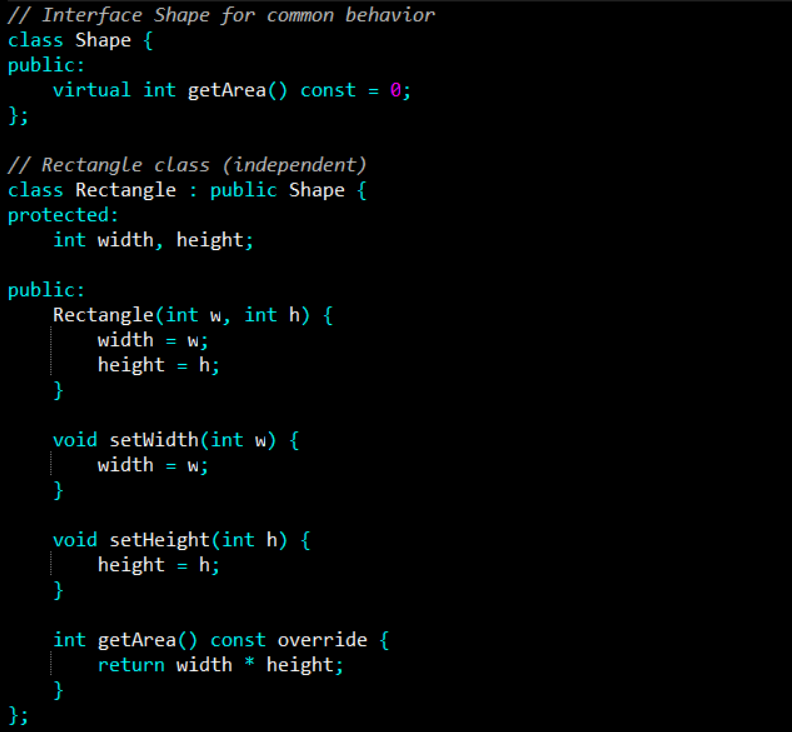 // Interface Shape for common behavior
class Shape {
public:
    virtual int getArea() const = 0;
};
// Rectangle class (independent)
class Rectangle : public Shape {
protected:
    int width, height;
public:
    Rectangle(int w, int h) {
        width = w;
        height = h;
    }
    void setWidth(int w) {
        width = w;
    }
    void setHeight(int h) {
        height = h;
    }
    int getArea() const override {
        return width * height;
    }
};